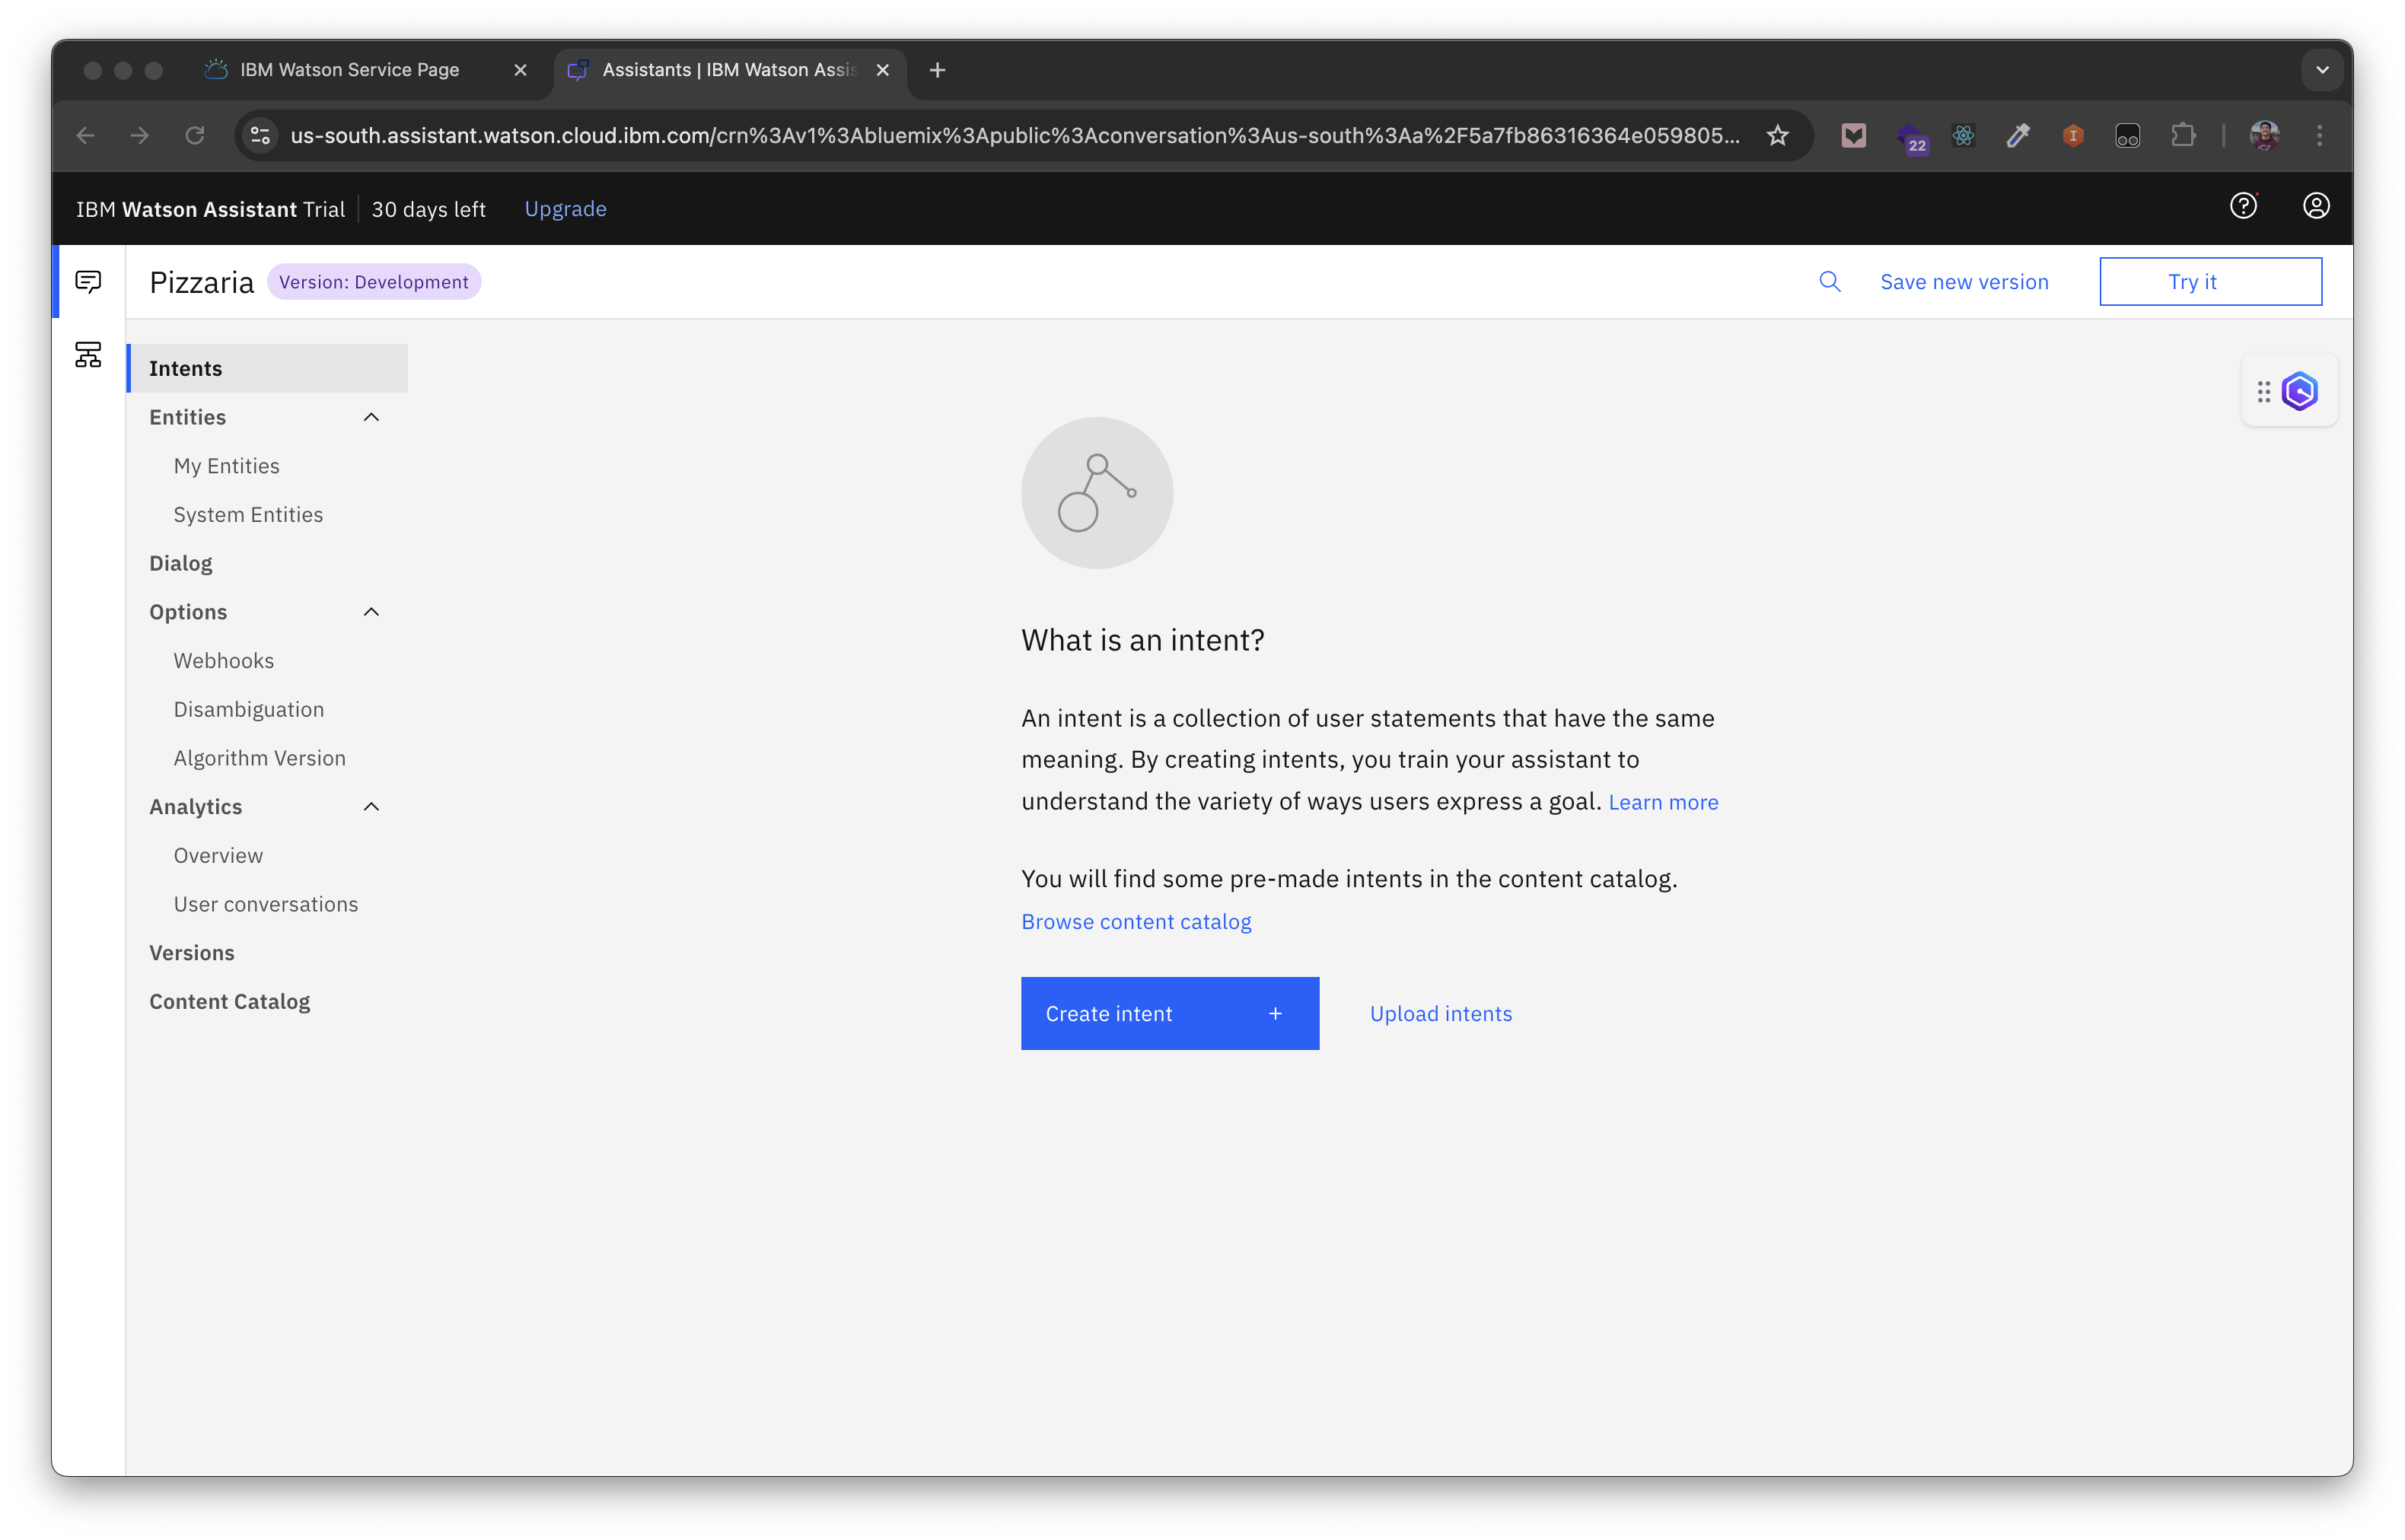 IBM Watson Service Page
Assistants | IBM Watson Assis
us-south.assistant.watson.cloud.ibm.com/crn%3Av1%3Abluemix%3Apublic%3Aconversation%3Aus-south%3Aa%2F5a7fb86316364e059805...
22
IBM Watson Assistant Trial 30 days left Upgrade
Pizzaria Version: Development
Save new version
Try it
Intents
Entities
My Entities
System Entities
Dialog
Options
Webhooks
Disambiguation
Algorithm Version
Analytics
Overview
User conversations
Versions
Content Catalog
What is an intent?
An intent is a collection of user statements that have the same
meaning. By creating intents, you train your assistant to
understand the variety of ways users express a goal. Learn more
You will find some pre-made intents in the content catalog.
Browse content catalog
Create intent +
Upload intents